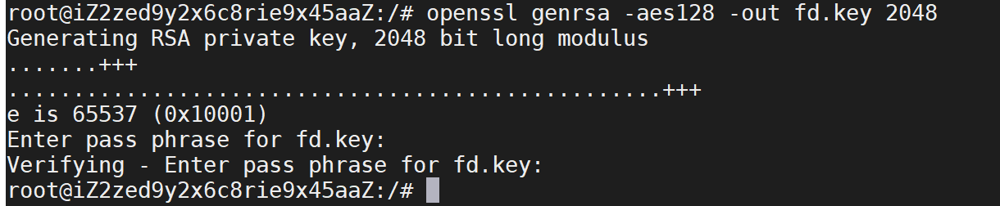 root@iZ2zed9y2x6c8rie9x45aaZ:/# openssl genrsa -aes128 -out fd.key 2048
Generating RSA private key, 2048 bit long modulus
.......+++
..................................................+++
e is 65537 (0x10001)
Enter pass phrase for fd.key:
Verifying - Enter pass phrase for fd.key:
root@iZ2zed9y2x6c8rie9x45aaZ:/#